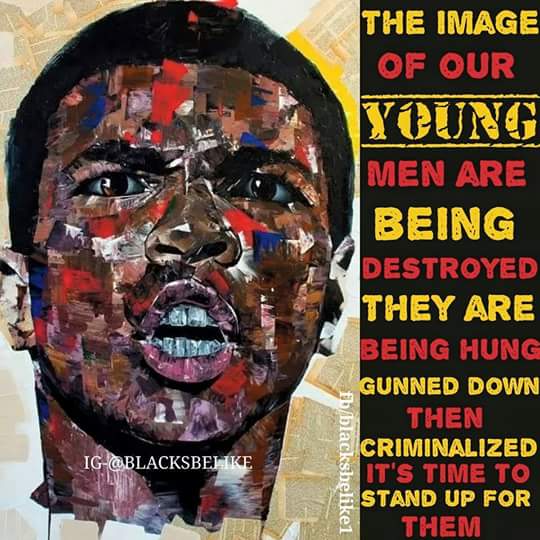 THE IMAGE
OF OUR
YOUNG
MEN ARE
BEING
DESTROYED
THEY ARE
BEING HUNG
GUNNED DOWN
THEN
CRIMINALIZED
IT'S TIME TO
STAND UP FOR
THEM
IG-@BLACKSBELIKE
fb/blacksbelike1